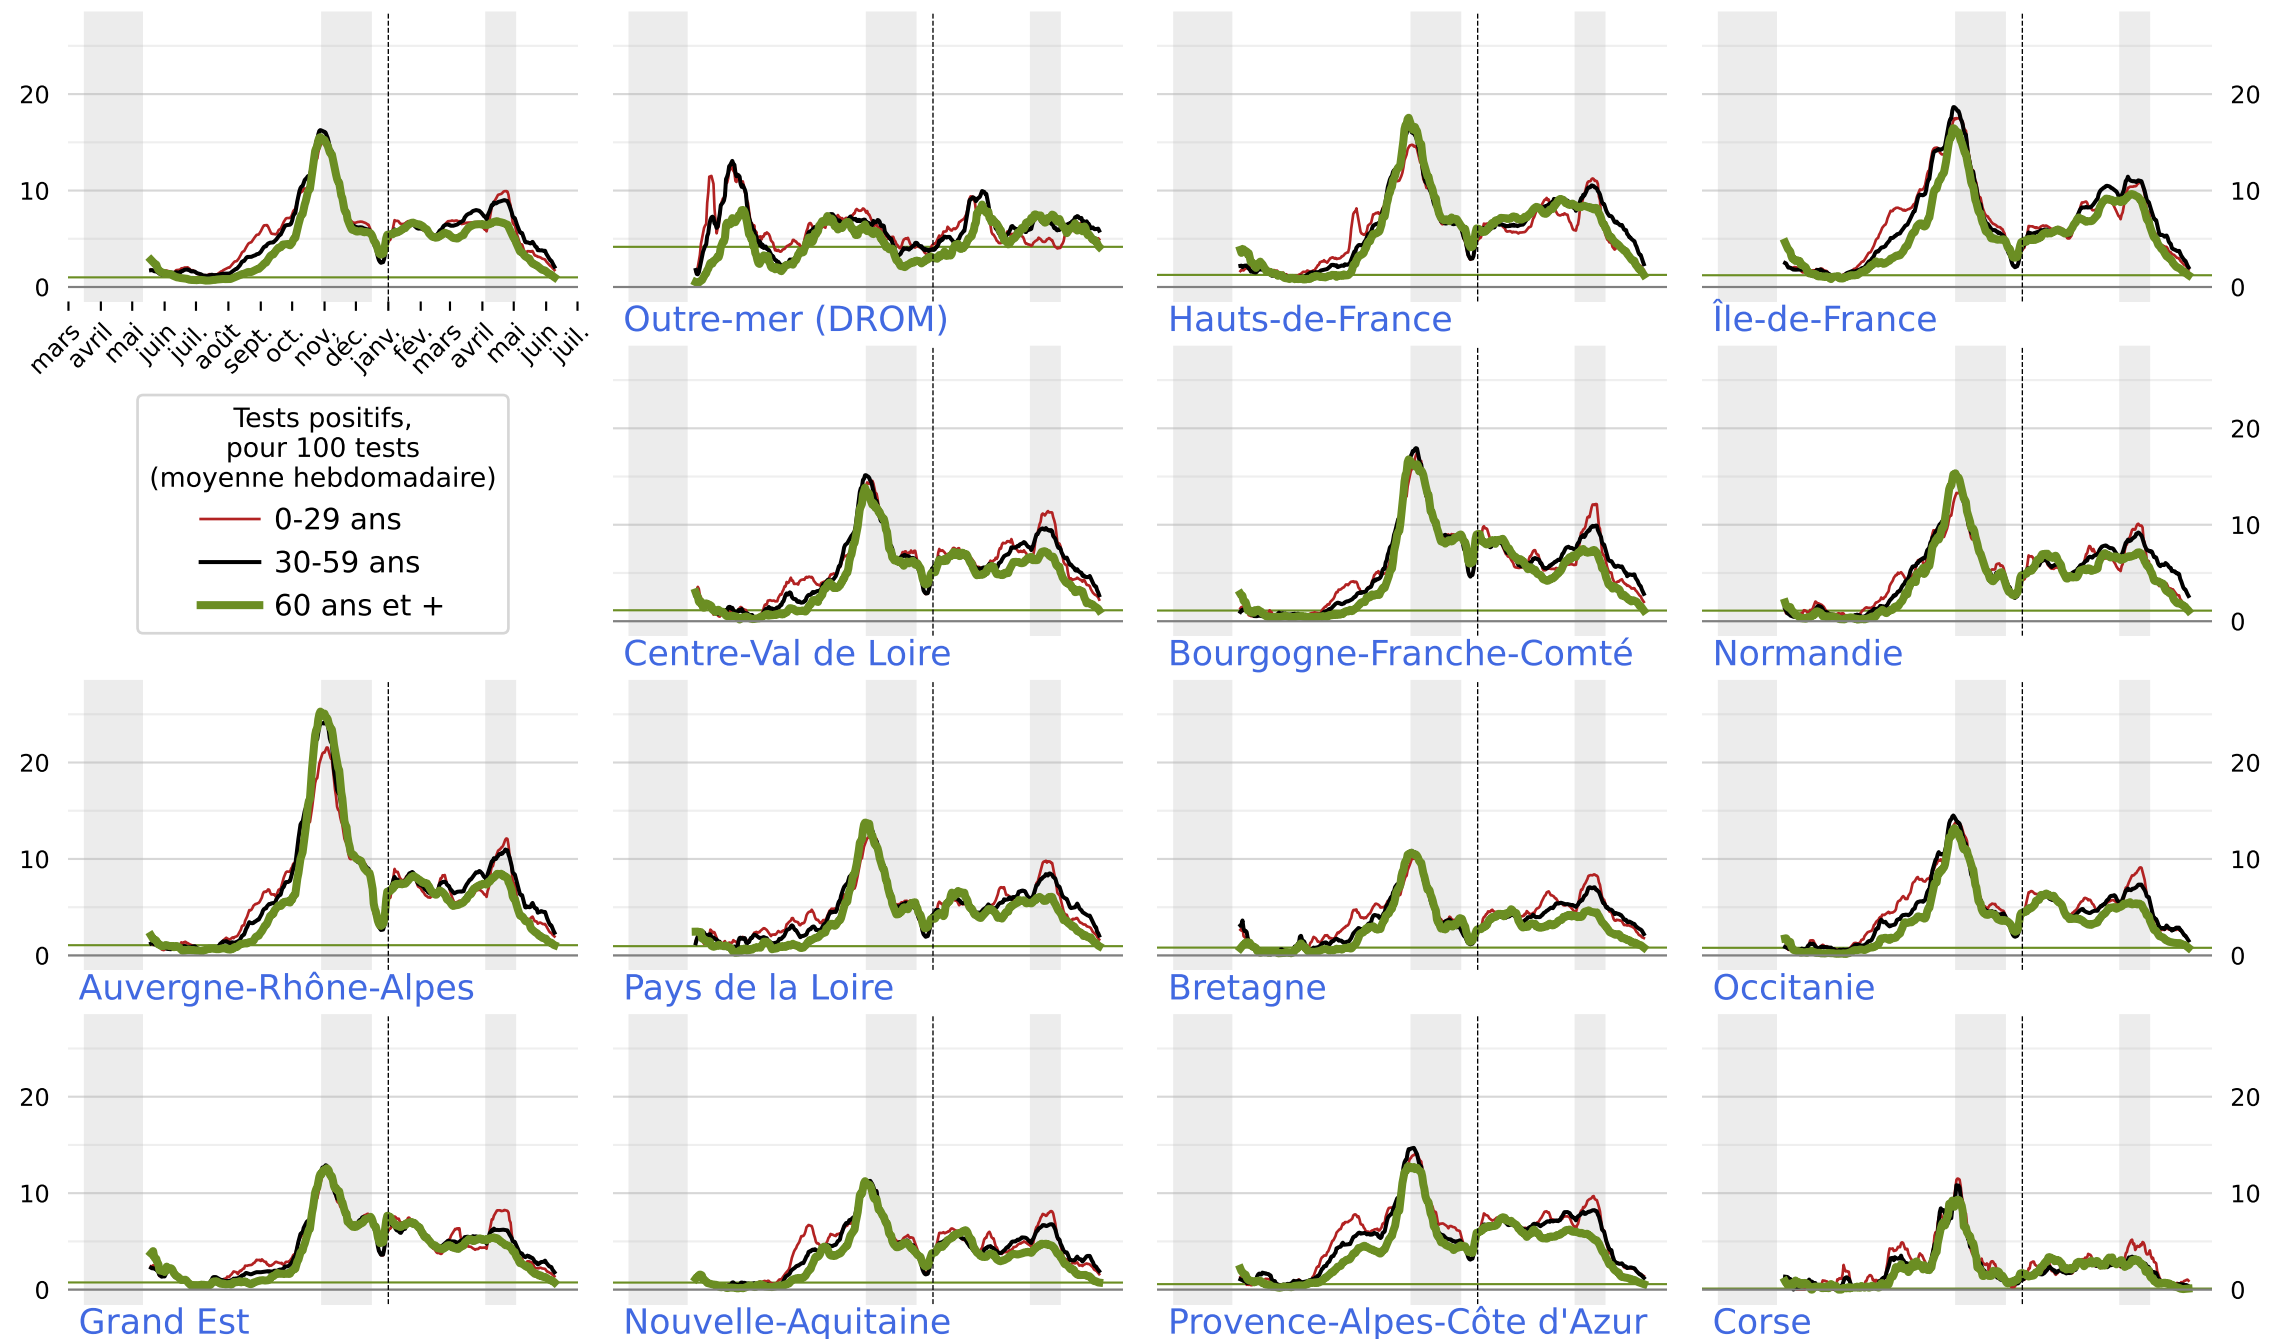 20
10
0
mars
avril
mai
juin
juil.
août
sept.
oct.
nov.
déc.
janv.
fév.
mars
avril
mai
juin
juil.
Outre-mer (DROM)
Hauts-de-France
20
10
0
Île-de-France
Tests positifs,
pour 100 tests
(moyenne hebdomadaire)
0-29 ans
30-59 ans
60 ans et +
Centre-Val de Loire
Bourgogne-Franche-Comté
20
10
0
Normandie
20
10
0
Auvergne-Rhône-Alpes
Pays de la Loire
Bretagne
20
10
0
Occitanie
20
10
0
Grand Est
Nouvelle-Aquitaine
Provence-Alpes-Côte d'Azur
20
10
0
Corse